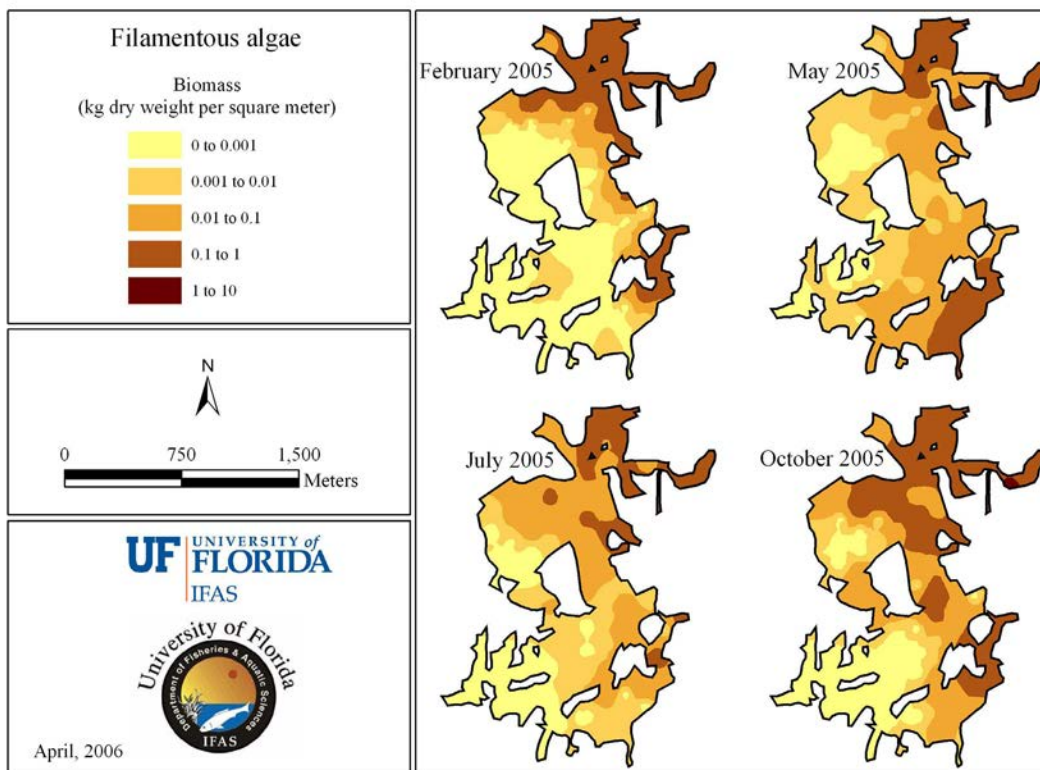 Filamentous algae
Biomass
(kg dry weight per square meter)
0 to 0.001
0.001 to 0.01
0.01 to 0.1
0.1 to 1
1 to 10
N
0 750 1,500
Meters
UF UNIVERSITY of
FLORIDA
IFAS
University of Florida
Department of Fisheries & Aquatic Sciences
IFAS
April, 2006
February 2005
May 2005
July 2005
October 2005